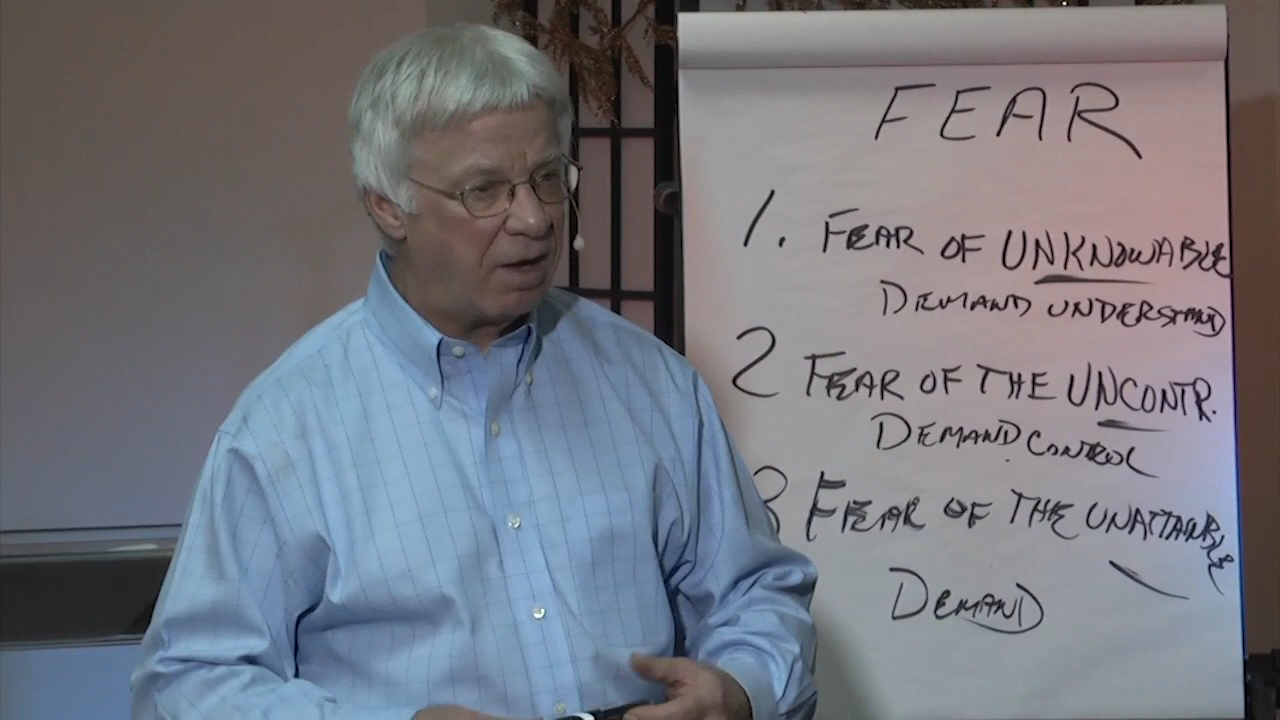 FEAR
1. FEAR OF UNKNOWABLE
DEMAND UNDERSTAND
2 FEAR OF THE UNCONTR.
DEMAND CONTROL
3 FEAR OF THE UNATTAINABLE
DEMAND